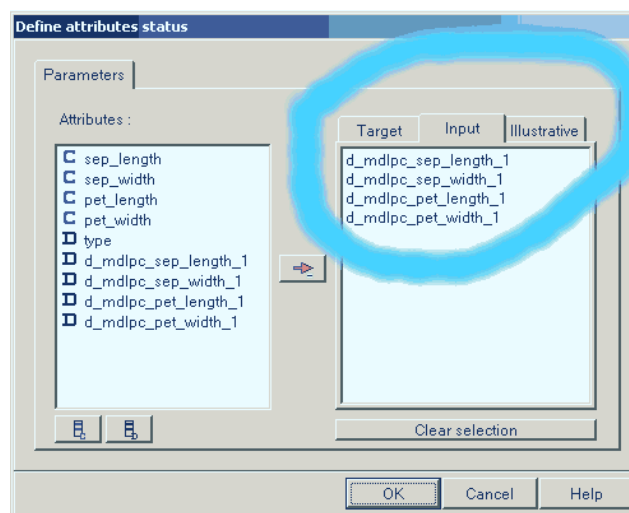 Define attributes status
Parameters
Attributes :
C sep_length
C sep_width
C pet_length
C pet_width
D type
D d_mdlpc_sep_length_1
D d_mdlpc_sep_width_1
D d_mdlpc_pet_length_1
D d_mdlpc_pet_width_1
C D
Target Input Illustrative
d_mdlpc_sep_length_1
d_mdlpc_sep_width_1
d_mdlpc_pet_length_1
d_mdlpc_pet_width_1
Clear selection
OK Cancel Help